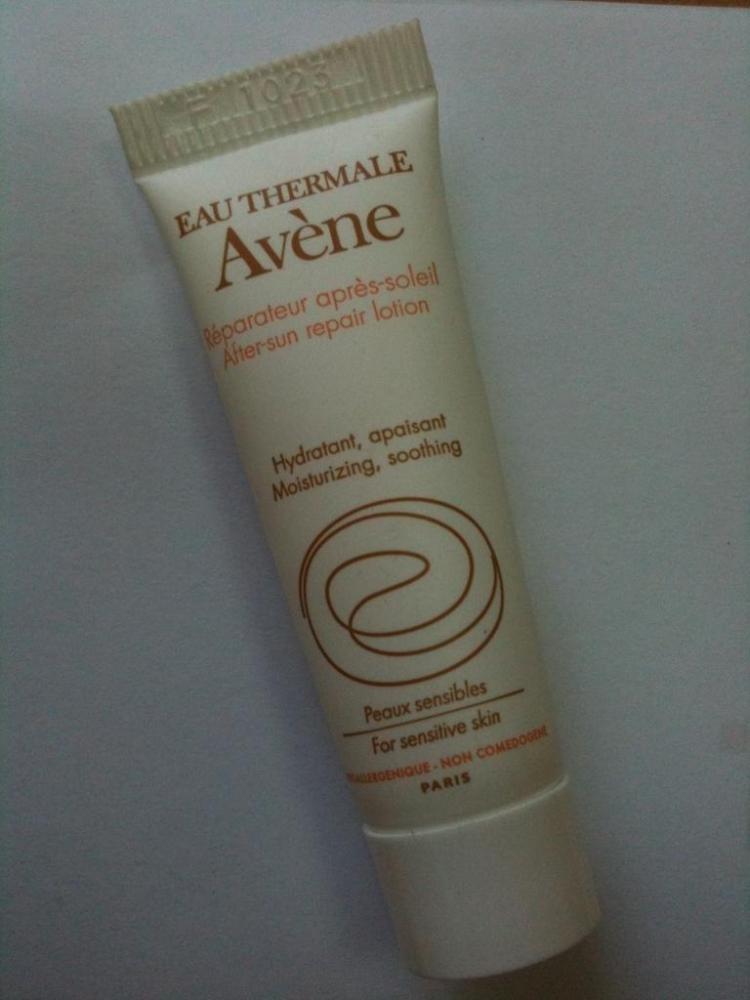 F 1023
EAU THERMALE
Avène
Réparateur après-soleil
After-sun repair lotion
Hydratant, apaisant
Moisturizing, soothing
Peaux sensibles
For sensitive skin
NON COMEDOGENE
PARIS